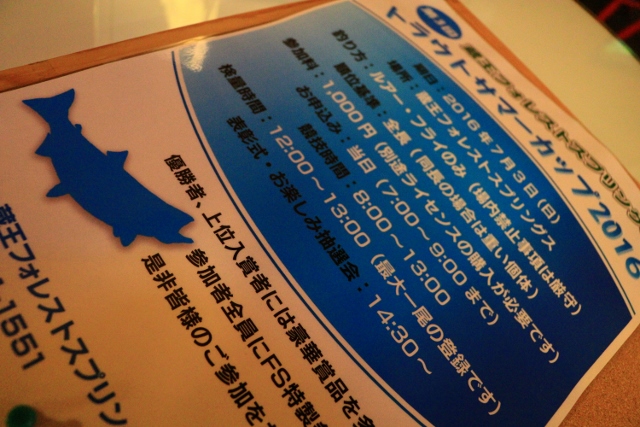 蔵王フォレストスプリングス
トラウトサマーカップ2016
期日：2016年7月3日（日）
場所：蔵王フォレストスプリングス
釣り方：ルアー・フライのみ（場内禁止事項は厳守）
順位基準：全長（同長の場合は重い個体）
参加料：1,000円（別途ライセンスの購入が必要です）
お申込み：当日（7:00～9:00まで）
競技時間：8:00～13:00
検量時間：12:00～13:00（最大一尾の登録です）
表彰式・お楽しみ抽選会：14:30～
優勝者、上位入賞者には豪華賞品を
参加者全員にFS特製
是非皆様のご参加を
蔵王フォレストスプリン
1551